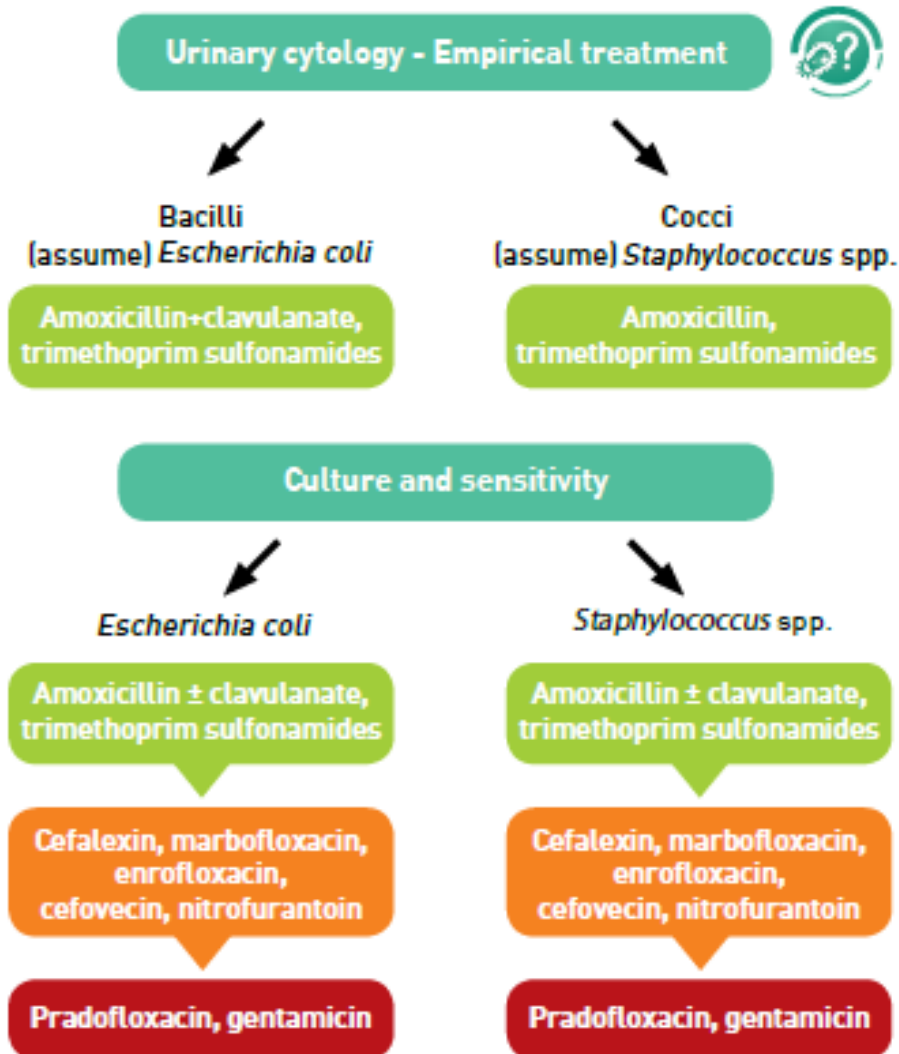 Urinary cytology - Empirical treatment
?
Bacilli
(assume) Escherichia coli
Amoxicillin+clavulanate,
trimethoprim sulfonamides
Cocci
(assume) Staphylococcus spp.
Amoxicillin,
trimethoprim sulfonamides
Culture and sensitivity
Escherichia coli
Amoxicillin ± clavulanate,
trimethoprim sulfonamides
Cefalexin, marbofloxacin,
enrofloxacin,
cefovecin, nitrofurantoin
Pradofloxacin, gentamicin
Staphylococcus spp.
Amoxicillin ± clavulanate,
trimethoprim sulfonamides
Cefalexin, marbofloxacin,
enrofloxacin,
cefovecin, nitrofurantoin
Pradofloxacin, gentamicin